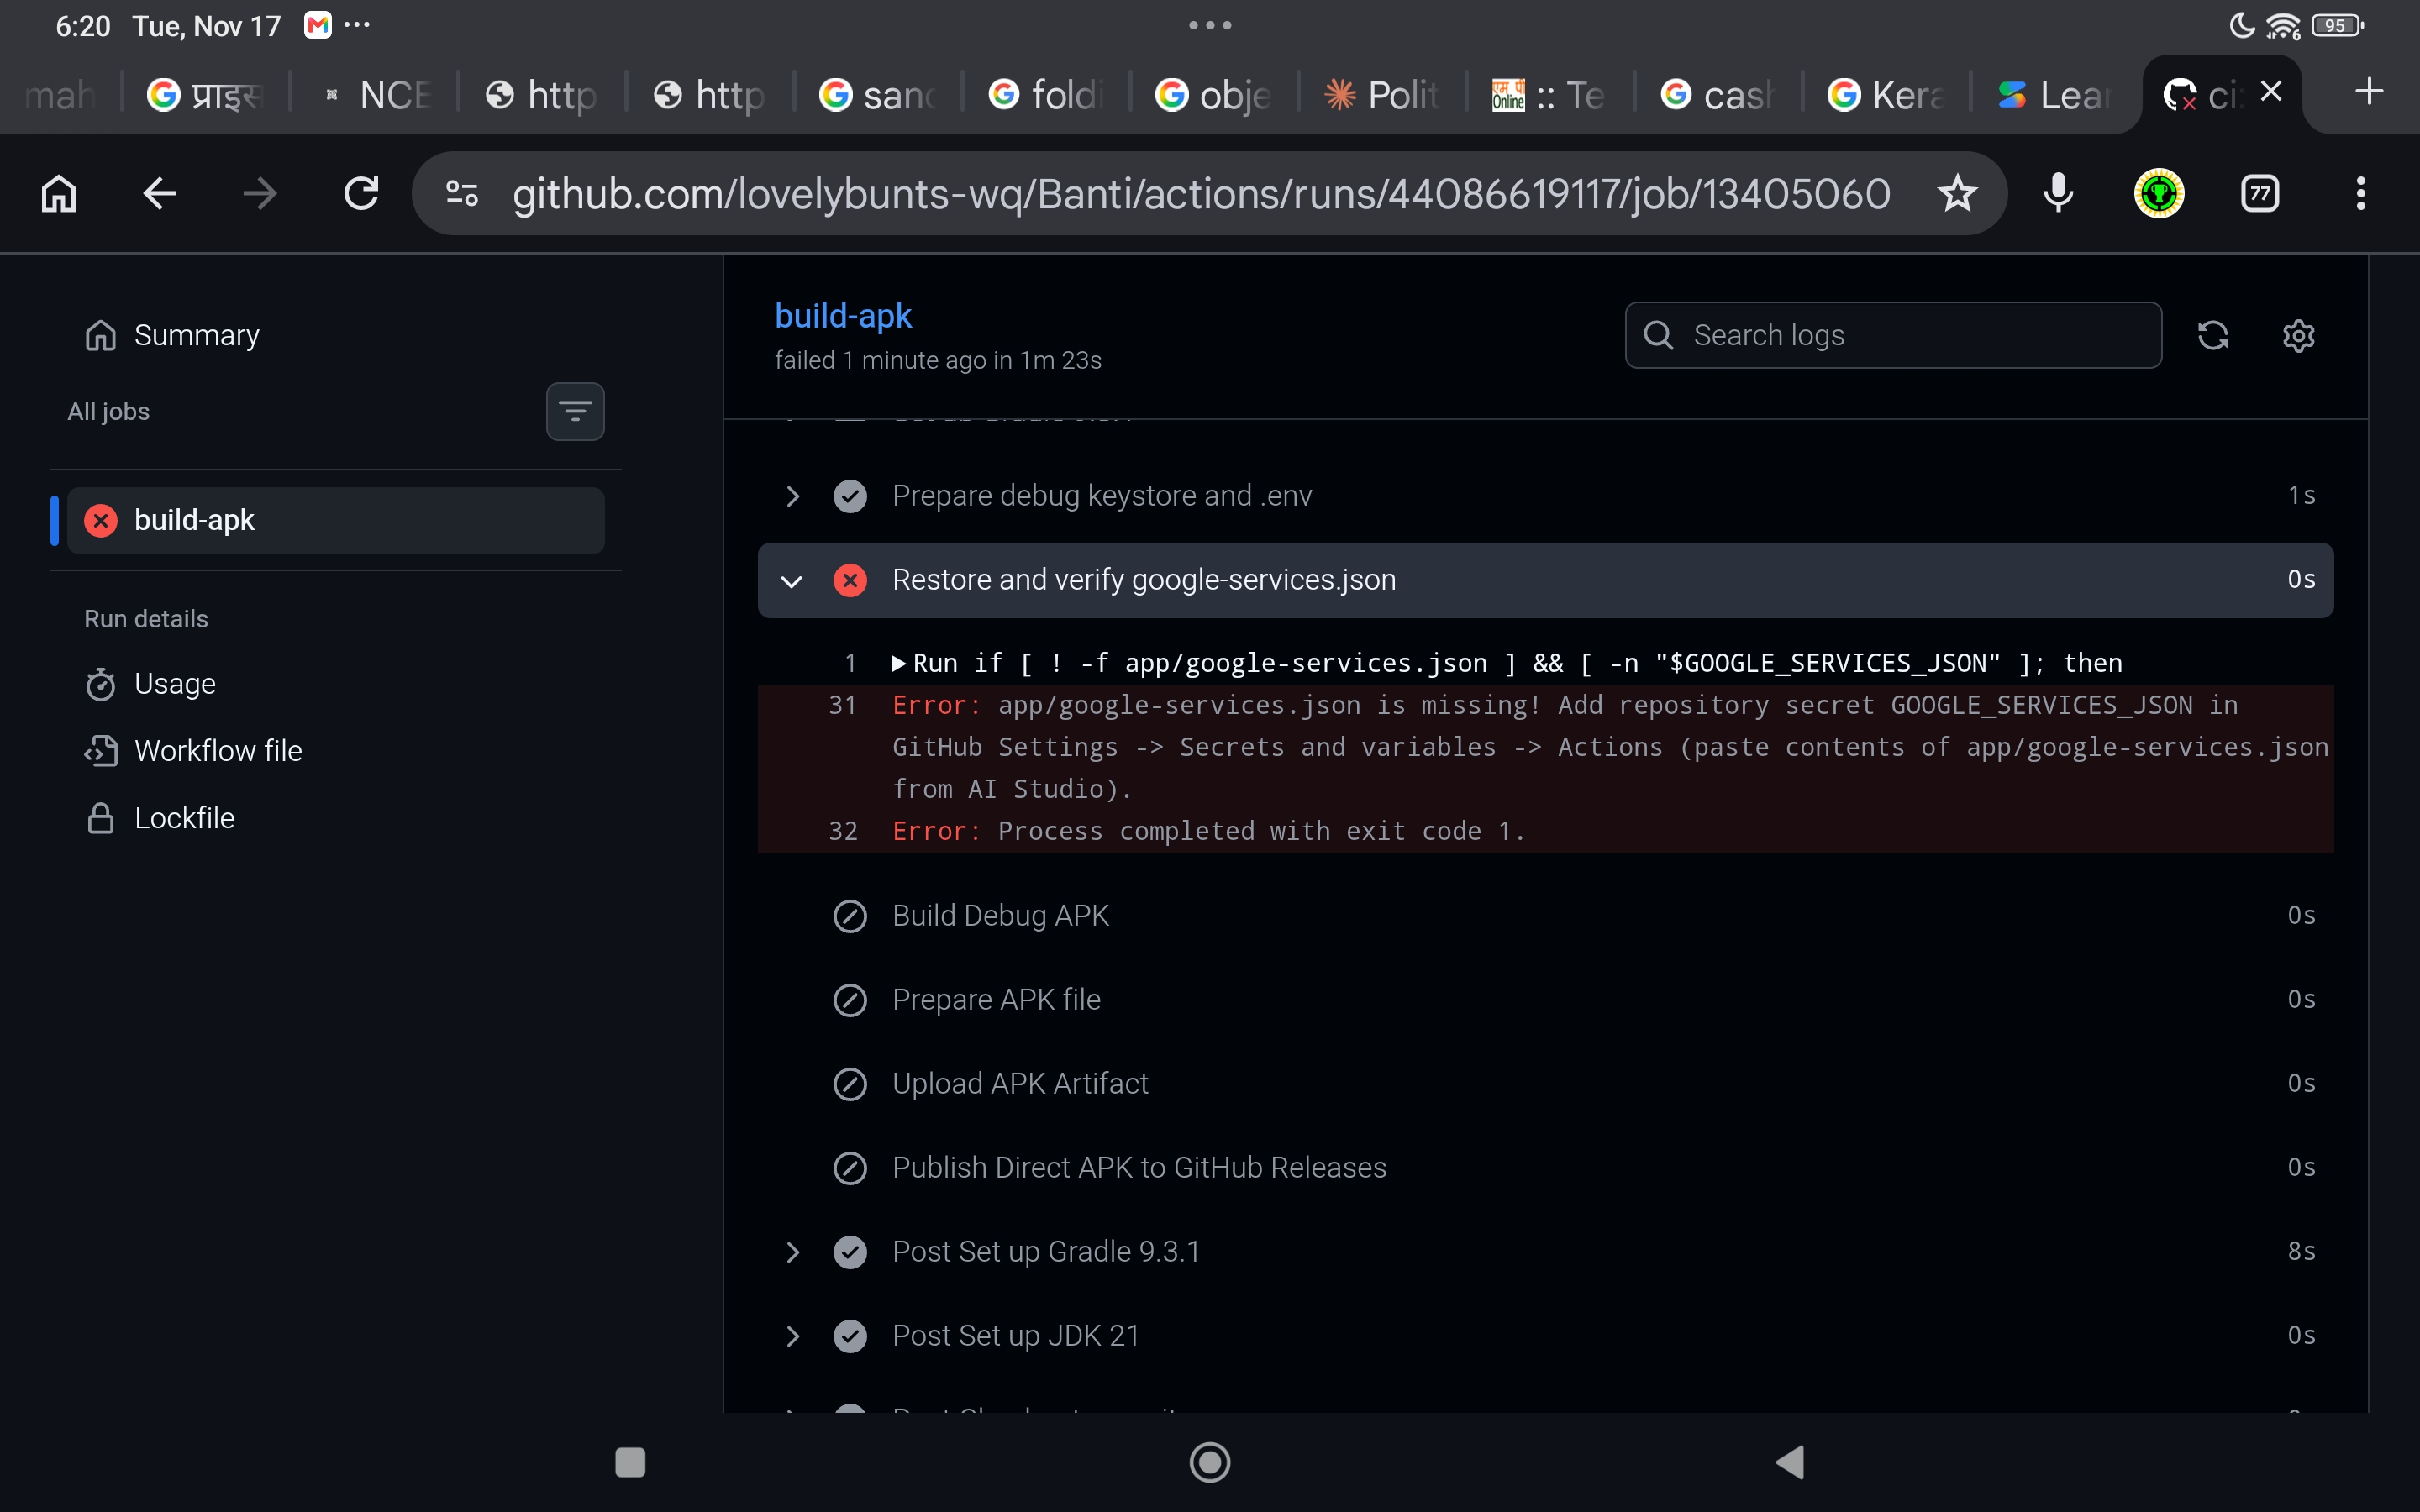 6:20 Tue, Nov 17 ...
mah प्राइस NCE http http sand foldi obje Polit :: Te cash Kera Lear ci:
एम पी
Online
github.com/lovelybunts-wq/Banti/actions/runs/44086619117/job/13405060
77
95
6
Summary
All jobs
build-apk
Run details
Usage
Workflow file
Lockfile
build-apk
failed 1 minute ago in 1m 23s
Search logs
Prepare debug keystore and .env 1s
Restore and verify google-services.json 0s
1 Run if [ ! -f app/google-services.json ] && [ -n "$GOOGLE_SERVICES_JSON" ]; then
31 Error: app/google-services.json is missing! Add repository secret GOOGLE_SERVICES_JSON in
GitHub Settings -> Secrets and variables -> Actions (paste contents of app/google-services.json
from AI Studio).
32 Error: Process completed with exit code 1.
Build Debug APK 0s
Prepare APK file 0s
Upload APK Artifact 0s
Publish Direct APK to GitHub Releases 0s
Post Set up Gradle 9.3.1 8s
Post Set up JDK 21 0s